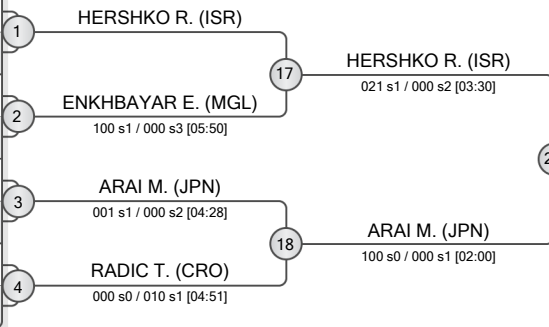 HERSHKO R. (ISR)
1
17
HERSHKO R. (ISR)
021 s1 / 000 s2 [03:30]
ENKHBAYAR E. (MGL)
2
100 s1 / 000 s3 [05:50]
2
ARAI M. (JPN)
3
001 s1 / 000 s2 [04:28]
18
ARAI M. (JPN)
100 s0 / 000 s1 [02:00]
RADIC T. (CRO)
4
000 s0 / 010 s1 [04:51]